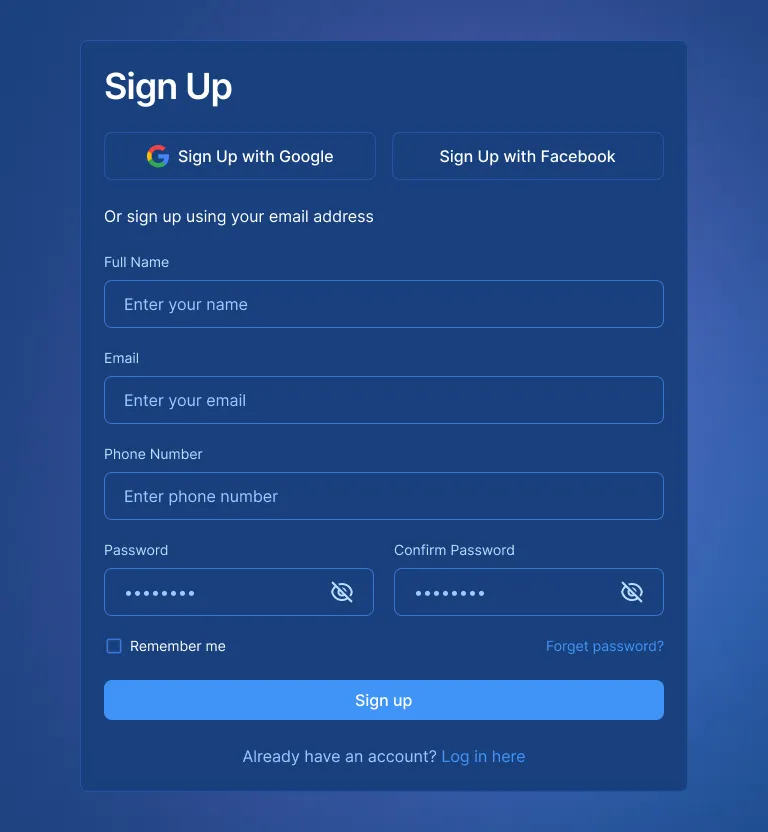 Sign Up
Sign Up with Google
Sign Up with Facebook
Or sign up using your email address
Full Name
Enter your name
Email
Enter your email
Phone Number
Enter phone number
Password
Confirm Password
••••••••
••••••••
Remember me
Forget password?
Sign up
Already have an account? Log in here